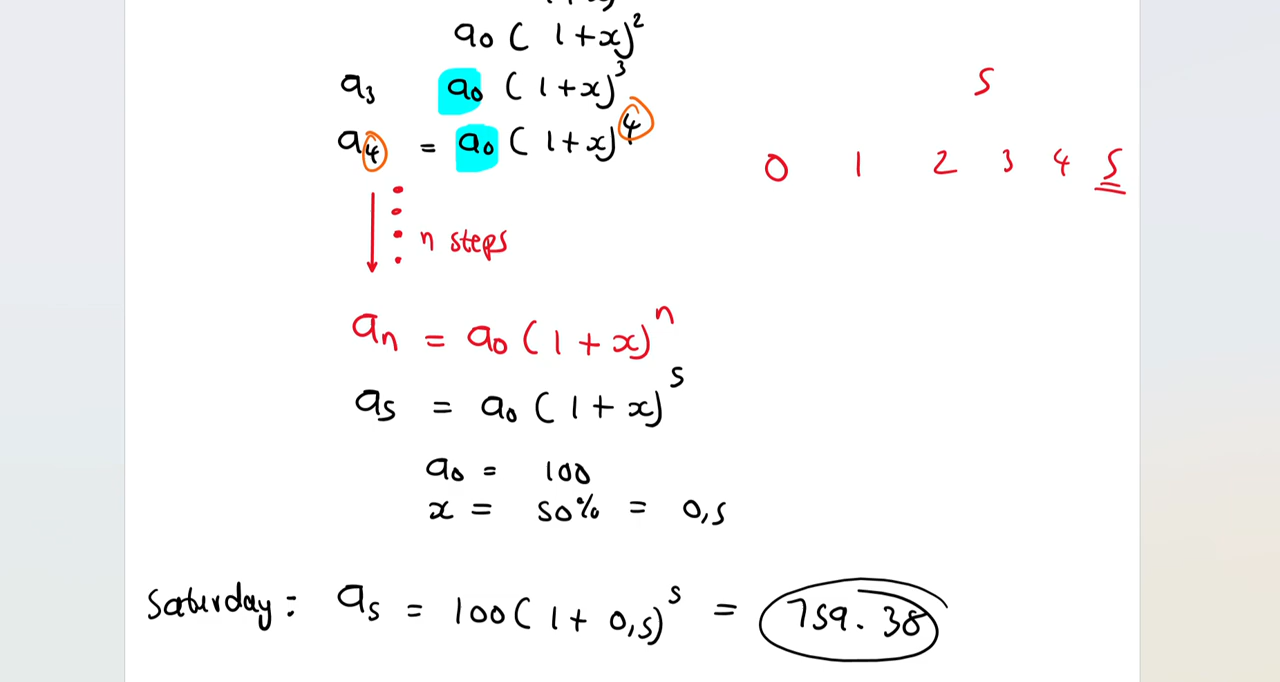 a₀(1+x)²
a₃ a₀(1+x)³
a₄ = a₀(1+x)⁴
5
0 1 2 3 4 5
n steps
aₙ = a₀(1+x)ⁿ
a₅ = a₀(1+x)⁵
a₀ = 100
x = 50% = 0,5
Saturday: a₅ = 100(1+0,5)⁵ = 759.38